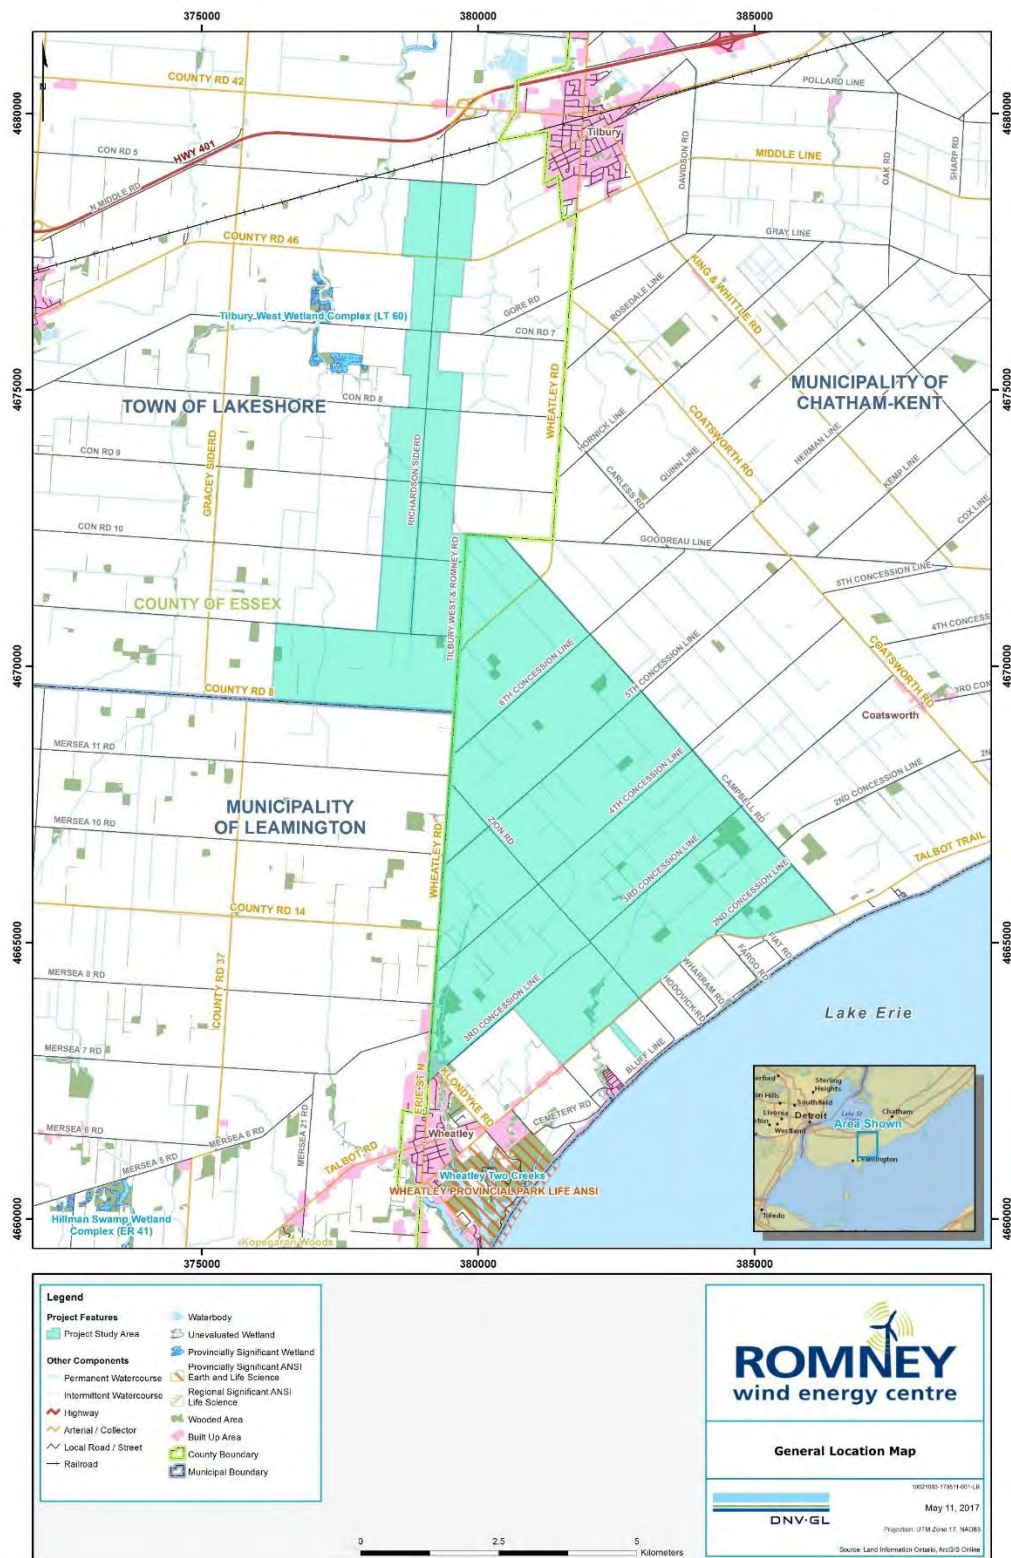 375000
380000
385000
N
COUNTY RD 42
POLLARD LINE
4680000
4680000
Tilbury
HWY 401
CON RD 5
DAVIDSON RD
MIDDLE LINE
OAK RD
SHARP RD
N MIDDLE RD
COUNTY RD 46
GRAY LINE
KING & WHITTLE RD
ROSEDALE LINE
GORE RD
Tilbury West Wetland Complex (LT 60)
CON RD 7
4675000
4675000
TOWN OF LAKESHORE
CON RD 8
WHEATLEY RD
MUNICIPALITY OF
CHATHAM-KENT
COATSWORTH RD
HORNICK LINE
HERMAN LINE
QUINN LINE
KEMP LINE
CARLESS RD
CON RD 9
GRACEY SIDERD
RICHARDSON SIDERD
COX LINE
CON RD 10
GOODREAU LINE
TILBURY WEST & ROMNEY RD
5TH CONCESSION LINE
COUNTY OF ESSEX
4TH CONCESS
4670000
4670000
6TH CONCESSION LINE
5TH CONCESSION LINE
COATSWORTH RD
COUNTY RD 8
3RD CON
Coatsworth
MERSEA 11 RD
2ND CONCESSION LINE
2N
4TH CONCESSION LINE
CAMPBELL RD
MUNICIPALITY
OF LEAMINGTON
MERSEA 10 RD
ZION RD
WHEATLEY RD
TALBOT TRAIL
3RD CONCESSION LINE
2ND CONCESSION LINE
COUNTY RD 14
4665000
4665000
FIAT RD
FARGO RD
WHARRAM RD
HODOVICK RD
MERSEA 8 RD
COUNTY RD 37
3RD CONCESSION LINE
Lake Erie
MERSEA 7 RD
BLUFF LINE
KLONDYKE RD
ERIE ST N
CEMETERY RD
MERSEA 6 RD
MERSEA 6 RD
MERSEA 21 RD
MERSEA 5 RD
TALBOT RD
Wheatley
Wheatley Two Creeks
WHEATLEY PROVINCIAL PARK LIFE ANSI
Hillman Swamp Wetland
Complex (ER 41)
Kopegaron Woods
4660000
4660000
Sterling
Heights
Southfield
Livonia
Detroit
Westland
Lake St
Chatham
Area Shown
Leamington
Toledo
375000
380000
385000
Legend
Project Features
Project Study Area
Other Components
Permanent Watercourse
Intermittent Watercourse
Highway
Arterial / Collector
Local Road / Street
Railroad
Waterbody
Unevaluated Wetland
Provincially Significant Wetland
Provincially Significant ANSI
Earth and Life Science
Regional Significant ANSI
Life Science
Wooded Area
Built Up Area
County Boundary
Municipal Boundary
0
2.5
5
Kilometers
ROMNEY
wind energy centre
General Location Map
DNV·GL
May 11, 2017
Projection: UTM Zone 17, NAD83
Source: Land Information Ontario, ArcGIS Online